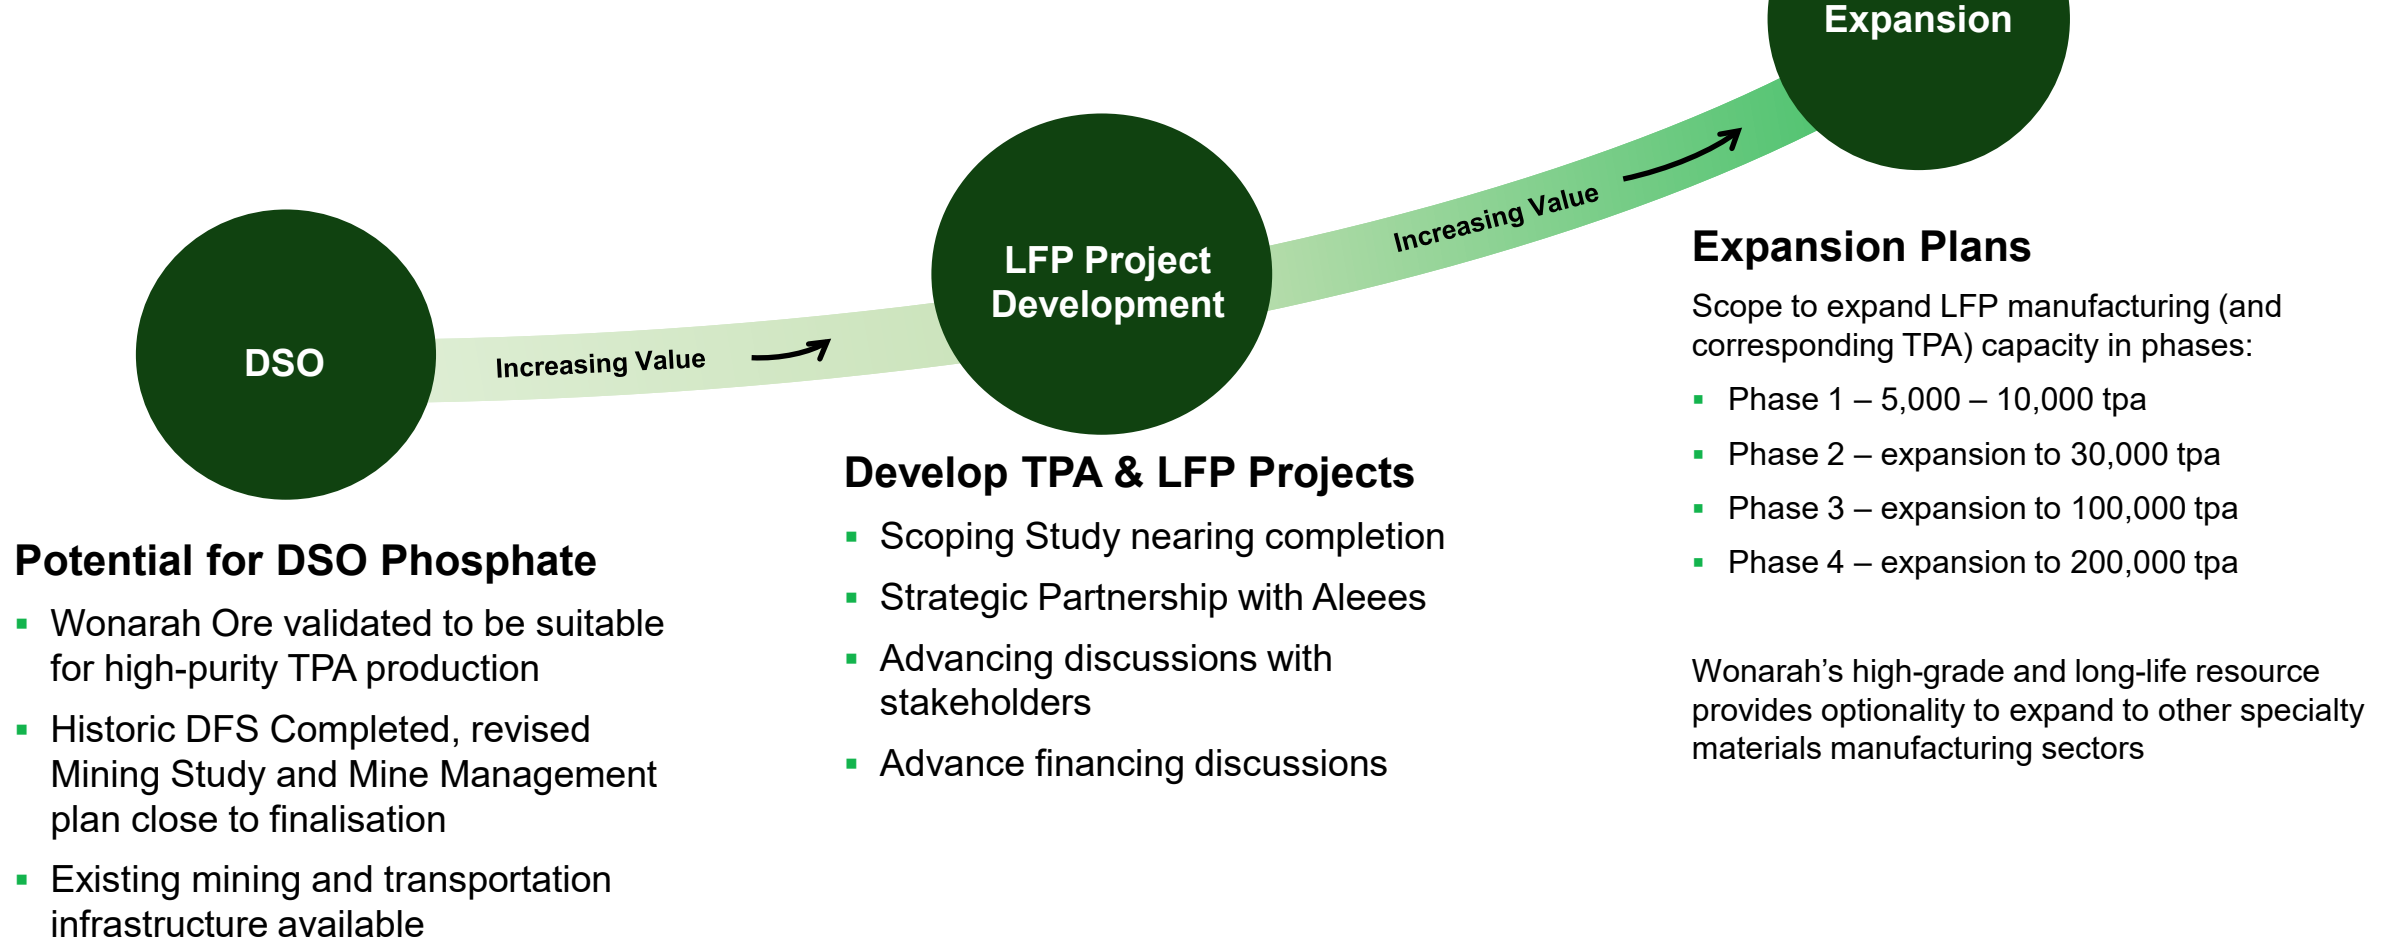 Expansion
LFP Project
Development
DSO
Increasing Value
Increasing Value
Potential for DSO Phosphate
▪ Wonarah Ore validated to be suitable
for high-purity TPA production
▪ Historic DFS Completed, revised
Mining Study and Mine Management
plan close to finalisation
▪ Existing mining and transportation
infrastructure available
Develop TPA & LFP Projects
▪ Scoping Study nearing completion
▪ Strategic Partnership with Aleees
▪ Advancing discussions with
stakeholders
▪ Advance financing discussions
Expansion Plans
Scope to expand LFP manufacturing (and
corresponding TPA) capacity in phases:
▪ Phase 1 – 5,000 – 10,000 tpa
▪ Phase 2 – expansion to 30,000 tpa
▪ Phase 3 – expansion to 100,000 tpa
▪ Phase 4 – expansion to 200,000 tpa
Wonarah’s high-grade and long-life resource
provides optionality to expand to other specialty
materials manufacturing sectors